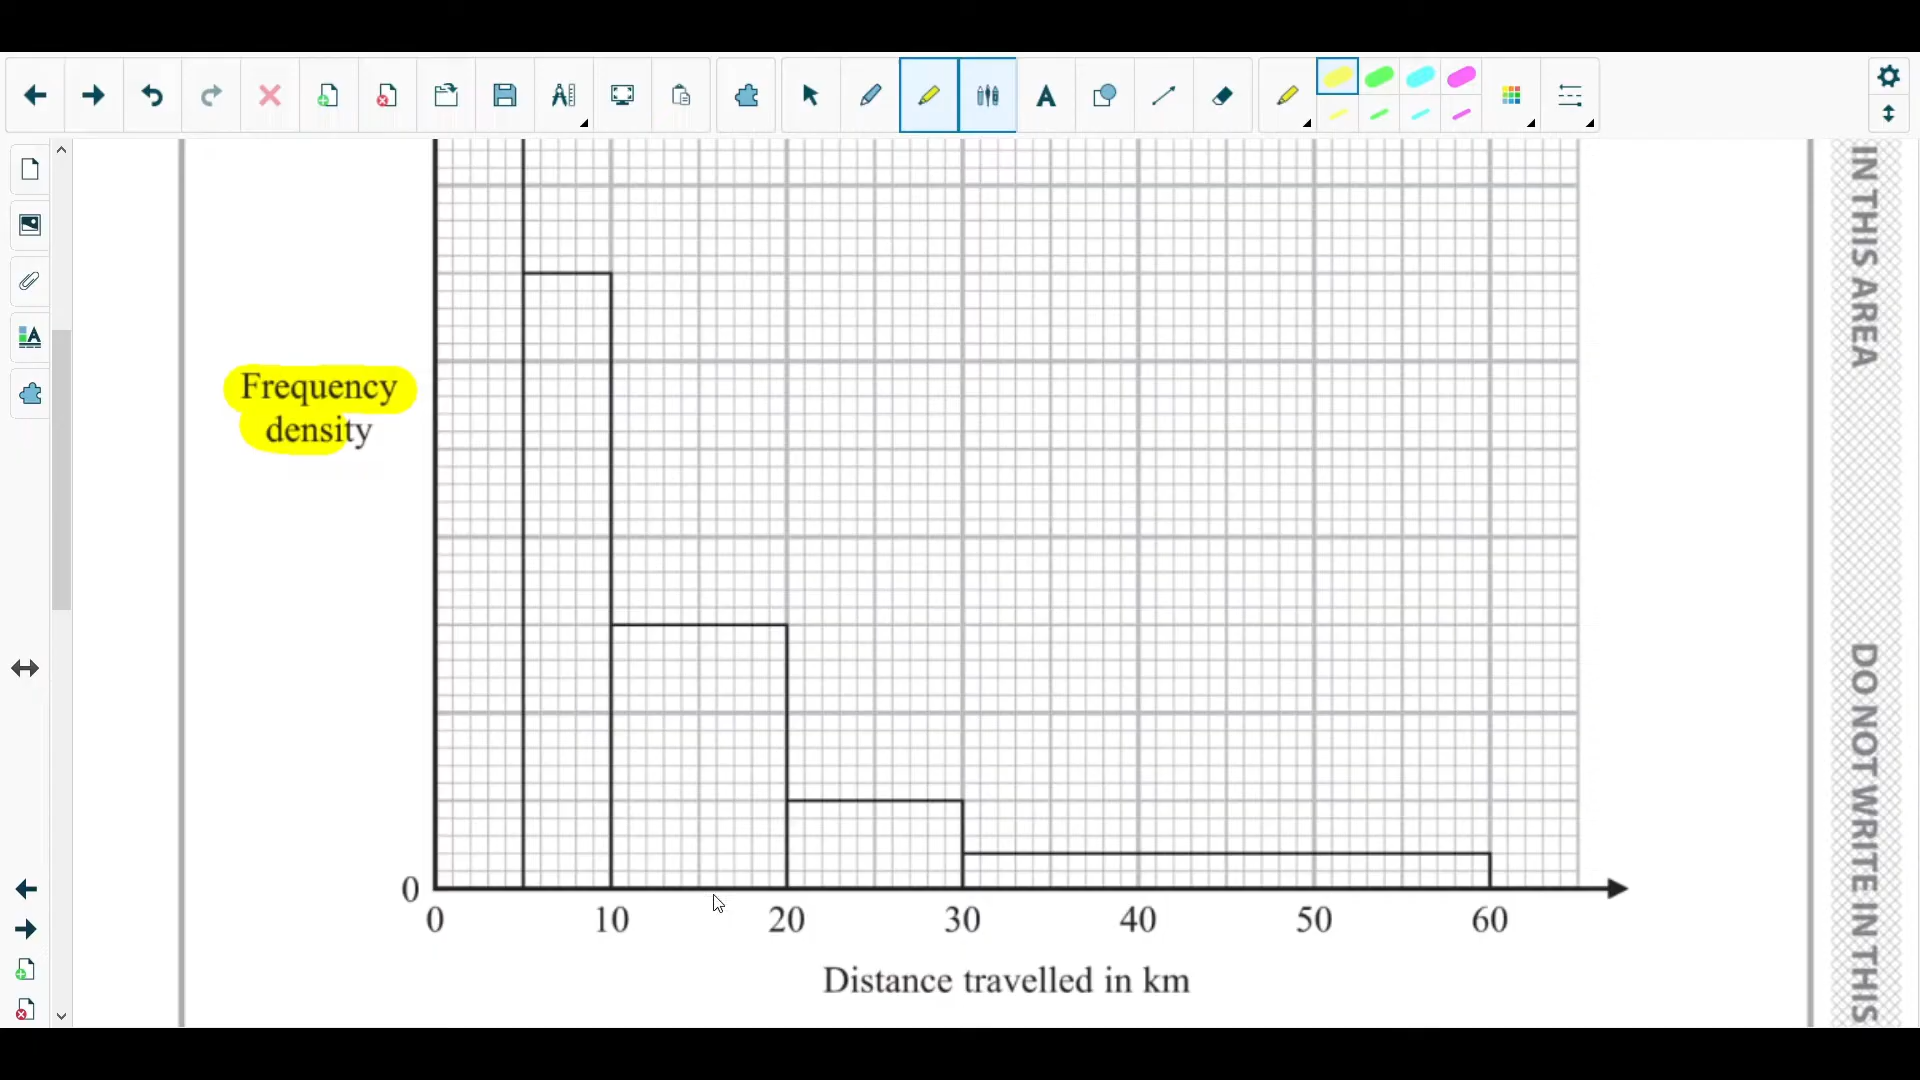 IN THIS AREA
Frequency
density
DO NOT WRITE IN THIS
0
0 10 20 30 40 50 60
Distance travelled in km